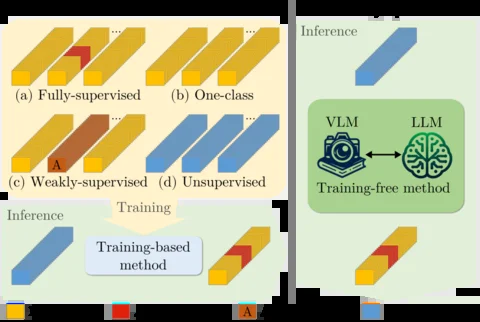 ...
...
(a) Fully-supervised
(b) One-class
...
A
...
(c) Weakly-supervised
(d) Unsupervised
Training
Inference
Training-based
method
Inference
VLM
LLM
Training-free method
A